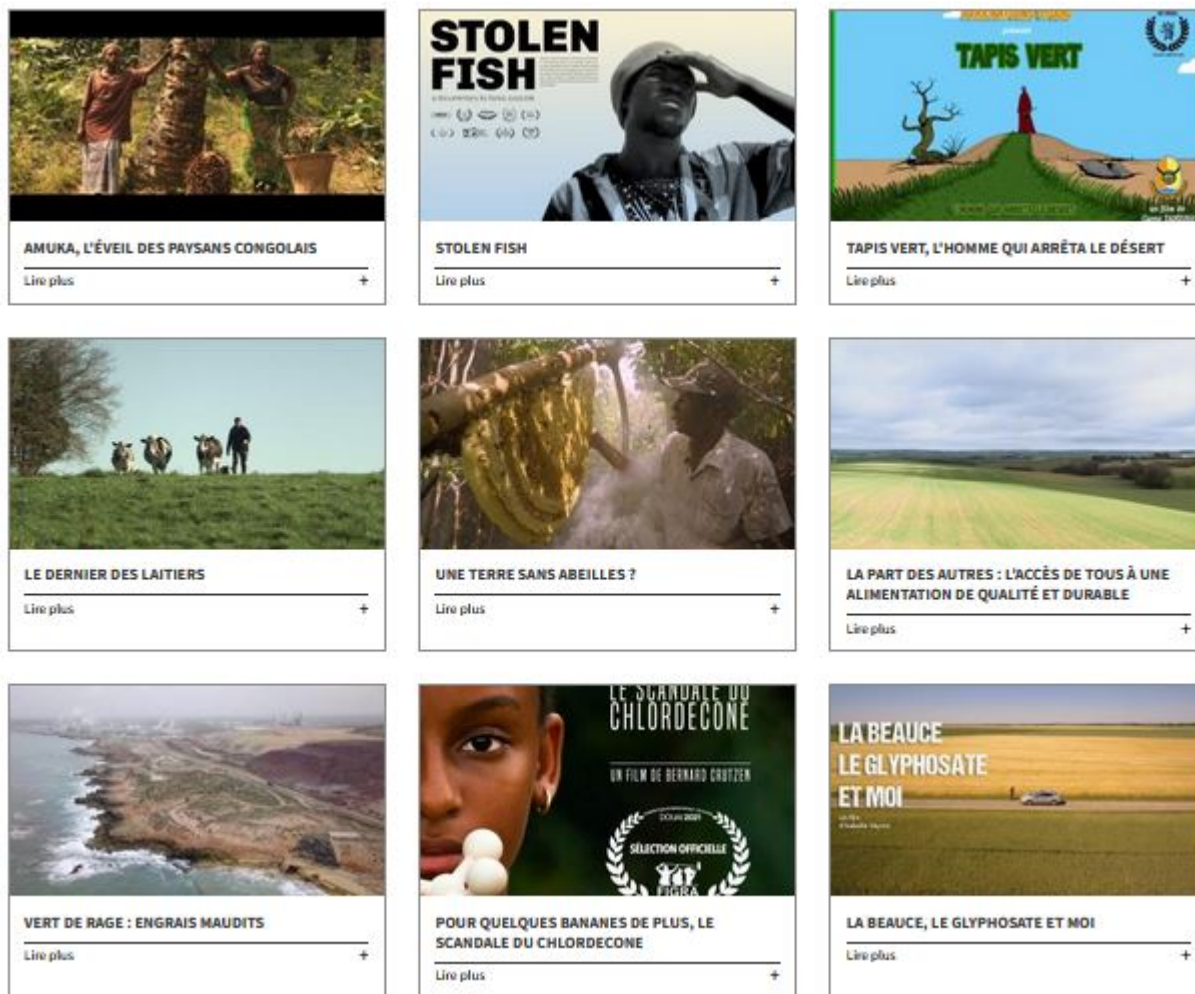 STOLEN
FISH
présente
TAPIS VERT
AMUKA, L'ÉVEIL DES PAYSANS CONGOLAIS
Lire plus +
STOLEN FISH
Lire plus +
TAPIS VERT, L'HOMME QUI ARRÊTA LE DÉSERT
Lire plus +
LE DERNIER DES LAITIERS
Lire plus +
UNE TERRE SANS ABEILLES ?
Lire plus +
LA PART DES AUTRES : L'ACCÈS DE TOUS À UNE
ALIMENTATION DE QUALITÉ ET DURABLE
Lire plus +
LE SCANDALE DU
CHLORDECONE
UN FILM DE BERNARD CRUTZEN
DOUAI 2021
SÉLECTION OFFICIELLE
FIGRA
LA BEAUCE
LE GLYPHOSATE
ET MOI
VERT DE RAGE : ENGRAIS MAUDITS
Lire plus +
POUR QUELQUES BANANES DE PLUS, LE
SCANDALE DU CHLORDECONE
Lire plus +
LA BEAUCE, LE GLYPHOSATE ET MOI
Lire plus +